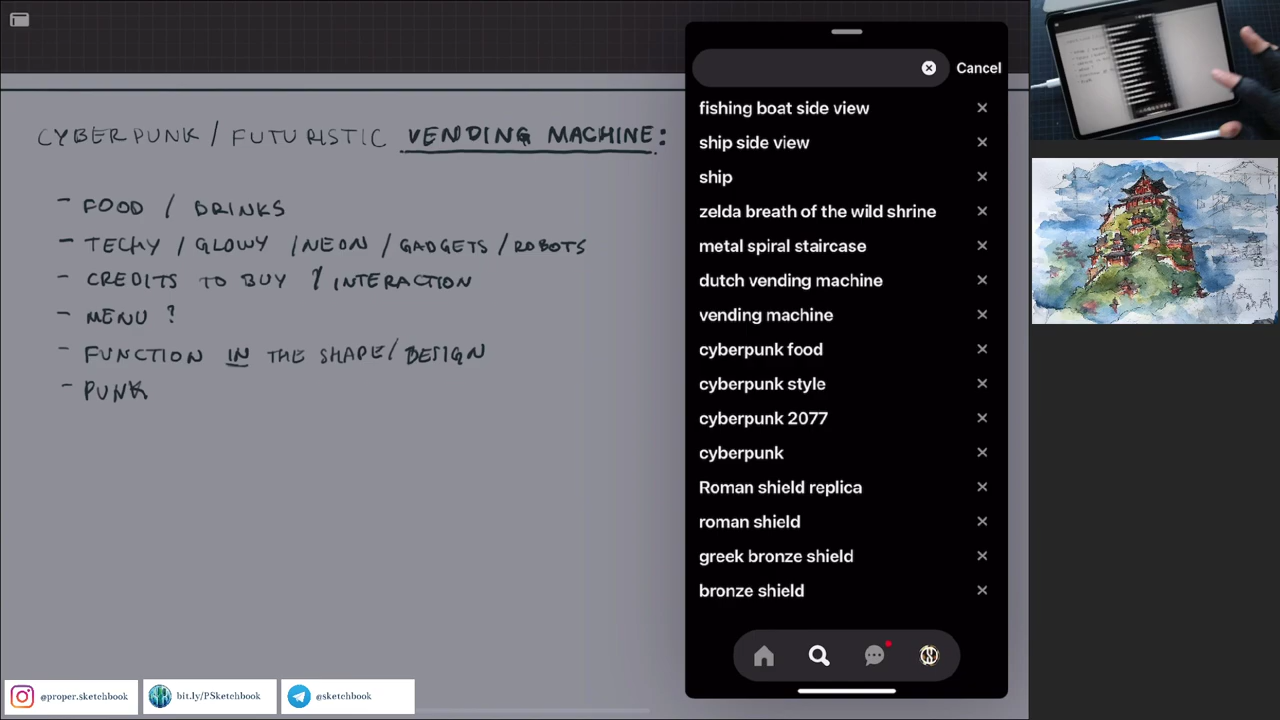 CYBERPUNK / FUTURISTIC VENDING MACHINE:
- FOOD / DRINKS
- TECHY / GLOWY / NEON / GADGETS / ROBOTS
- CREDITS TO BUY / INTERACTION
- MENU ?
- FUNCTION IN THE SHAPE / DESIGN
- PUNK
Cancel
fishing boat side view
ship side view
ship
zelda breath of the wild shrine
metal spiral staircase
dutch vending machine
vending machine
cyberpunk food
cyberpunk style
cyberpunk 2077
cyberpunk
Roman shield replica
roman shield
greek bronze shield
bronze shield
@proper.sketchbook
bit.ly/PSketchbook
@sketchbook